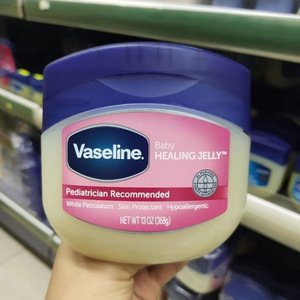 Vaseline.
Baby
HEALING JELLY™
Pediatrician Recommended
White Petrolatum Skin Protectant Hypoallergenic
NET WT 13 OZ (368g)